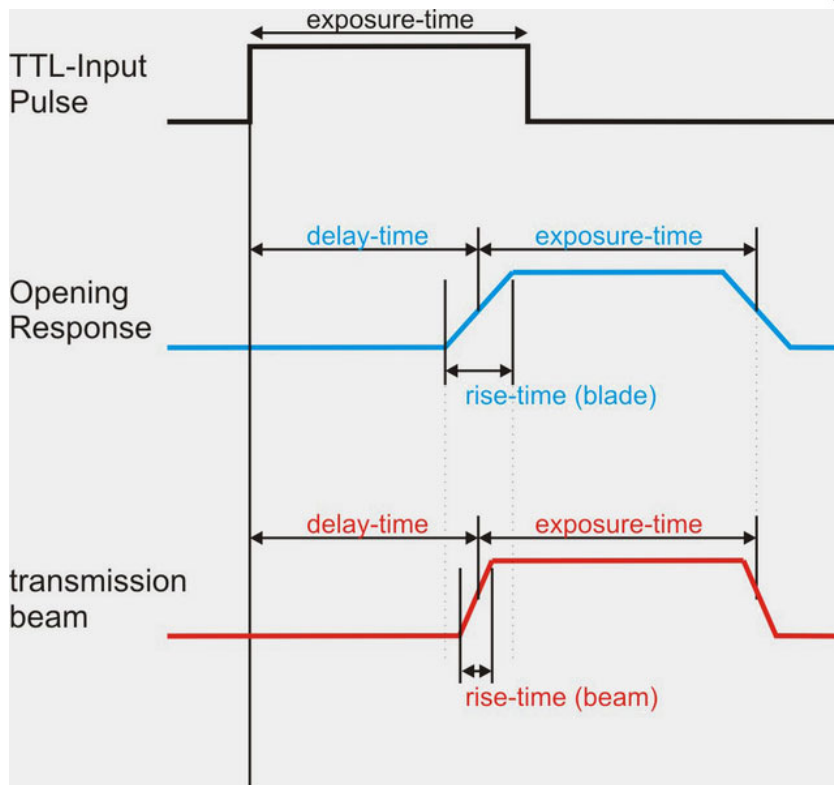 exposure-time
TTL-Input
Pulse
delay-time
exposure-time
Opening
Response
rise-time (blade)
delay-time
exposure-time
transmission
beam
rise-time (beam)